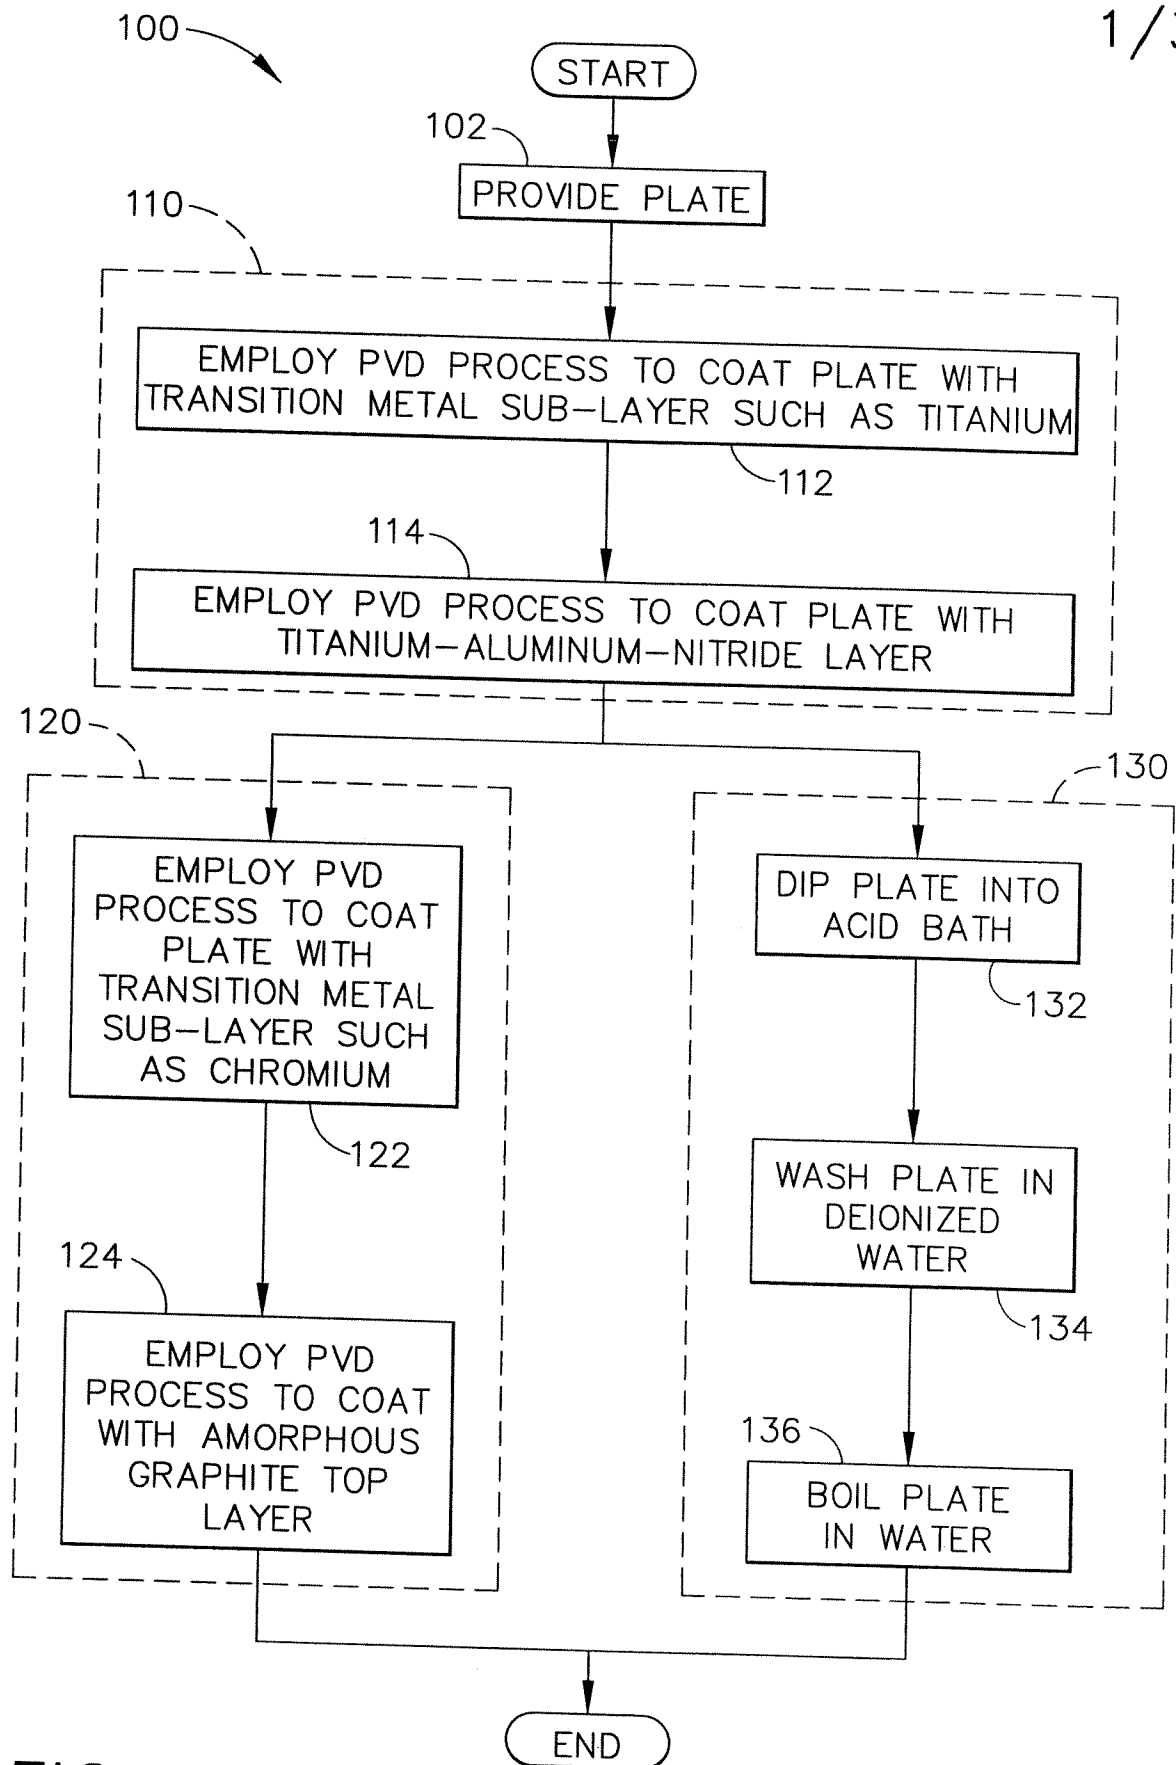 100
1/3
START
102
PROVIDE PLATE
110
EMPLOY PVD PROCESS TO COAT PLATE WITH
TRANSITION METAL SUB-LAYER SUCH AS TITANIUM
112
114
EMPLOY PVD PROCESS TO COAT PLATE WITH
TITANIUM-ALUMINUM-NITRIDE LAYER
120
EMPLOY PVD
PROCESS TO COAT
PLATE WITH
TRANSITION METAL
SUB-LAYER SUCH
AS CHROMIUM
122
124
EMPLOY PVD
PROCESS TO COAT
WITH AMORPHOUS
GRAPHITE TOP
LAYER
130
DIP PLATE INTO
ACID BATH
132
WASH PLATE IN
DEIONIZED
WATER
134
136
BOIL PLATE
IN WATER
END